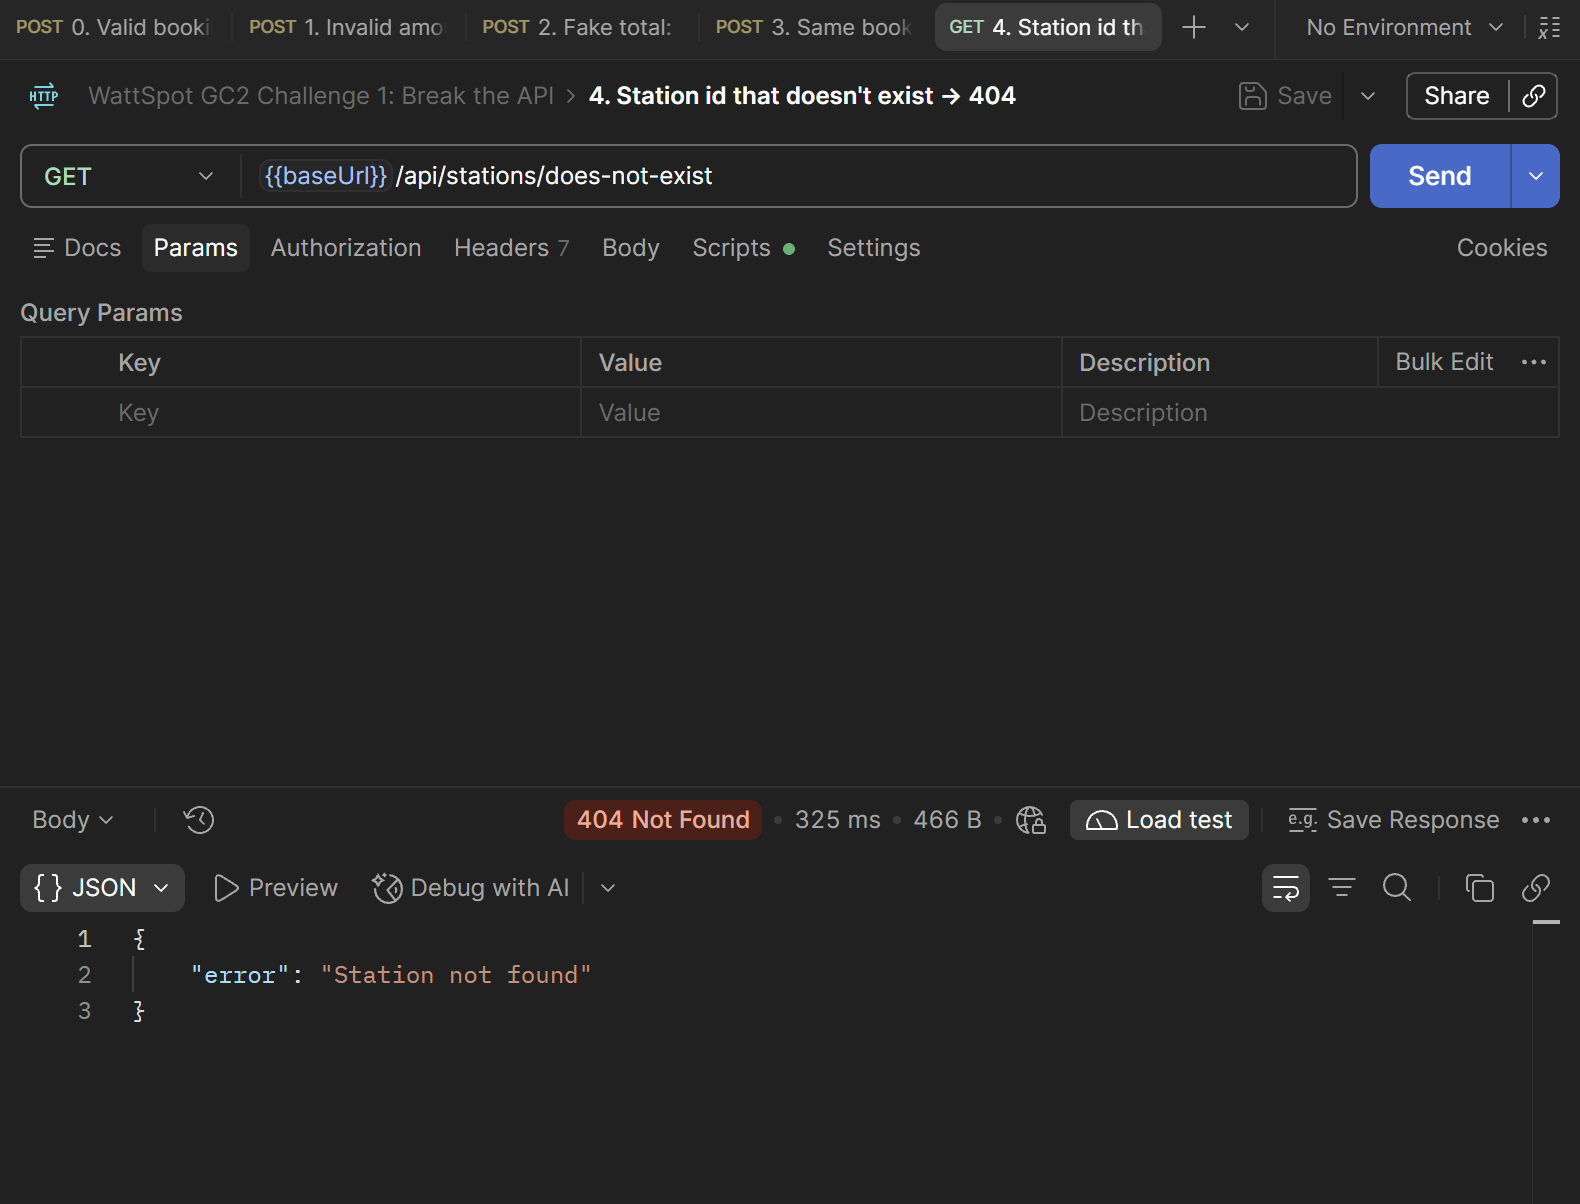 POST 0. Valid booki POST 1. Invalid amo POST 2. Fake total: POST 3. Same book GET 4. Station id th No Environment
HTTP WattSpot GC2 Challenge 1: Break the API > 4. Station id that doesn't exist → 404 Save Share
GET {{baseUrl}} /api/stations/does-not-exist Send
Docs Params Authorization Headers 7 Body Scripts Settings Cookies
Query Params
Key Value Description Bulk Edit
Key Value Description
Body 404 Not Found • 325 ms • 466 B • Load test e.g. Save Response
{} JSON Preview Debug with AI
1 {
2 "error": "Station not found"
3 }